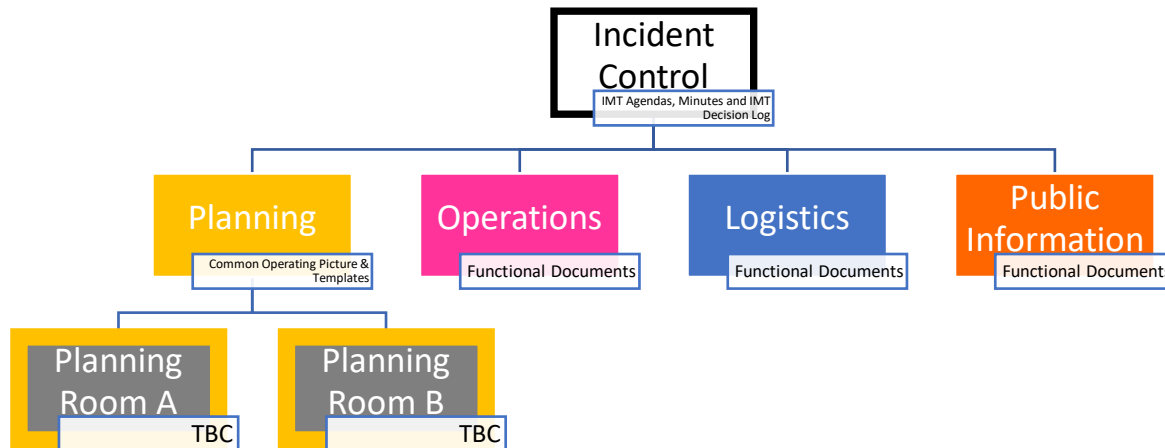 Incident
Control
IMT Agendas, Minutes and IMT
Decision Log
Planning
Common Operating Picture &
Templates
Operations
Functional Documents
Logistics
Functional Documents
Public
Information
Functional Documents
Planning
Room A
TBC
Planning
Room B
TBC